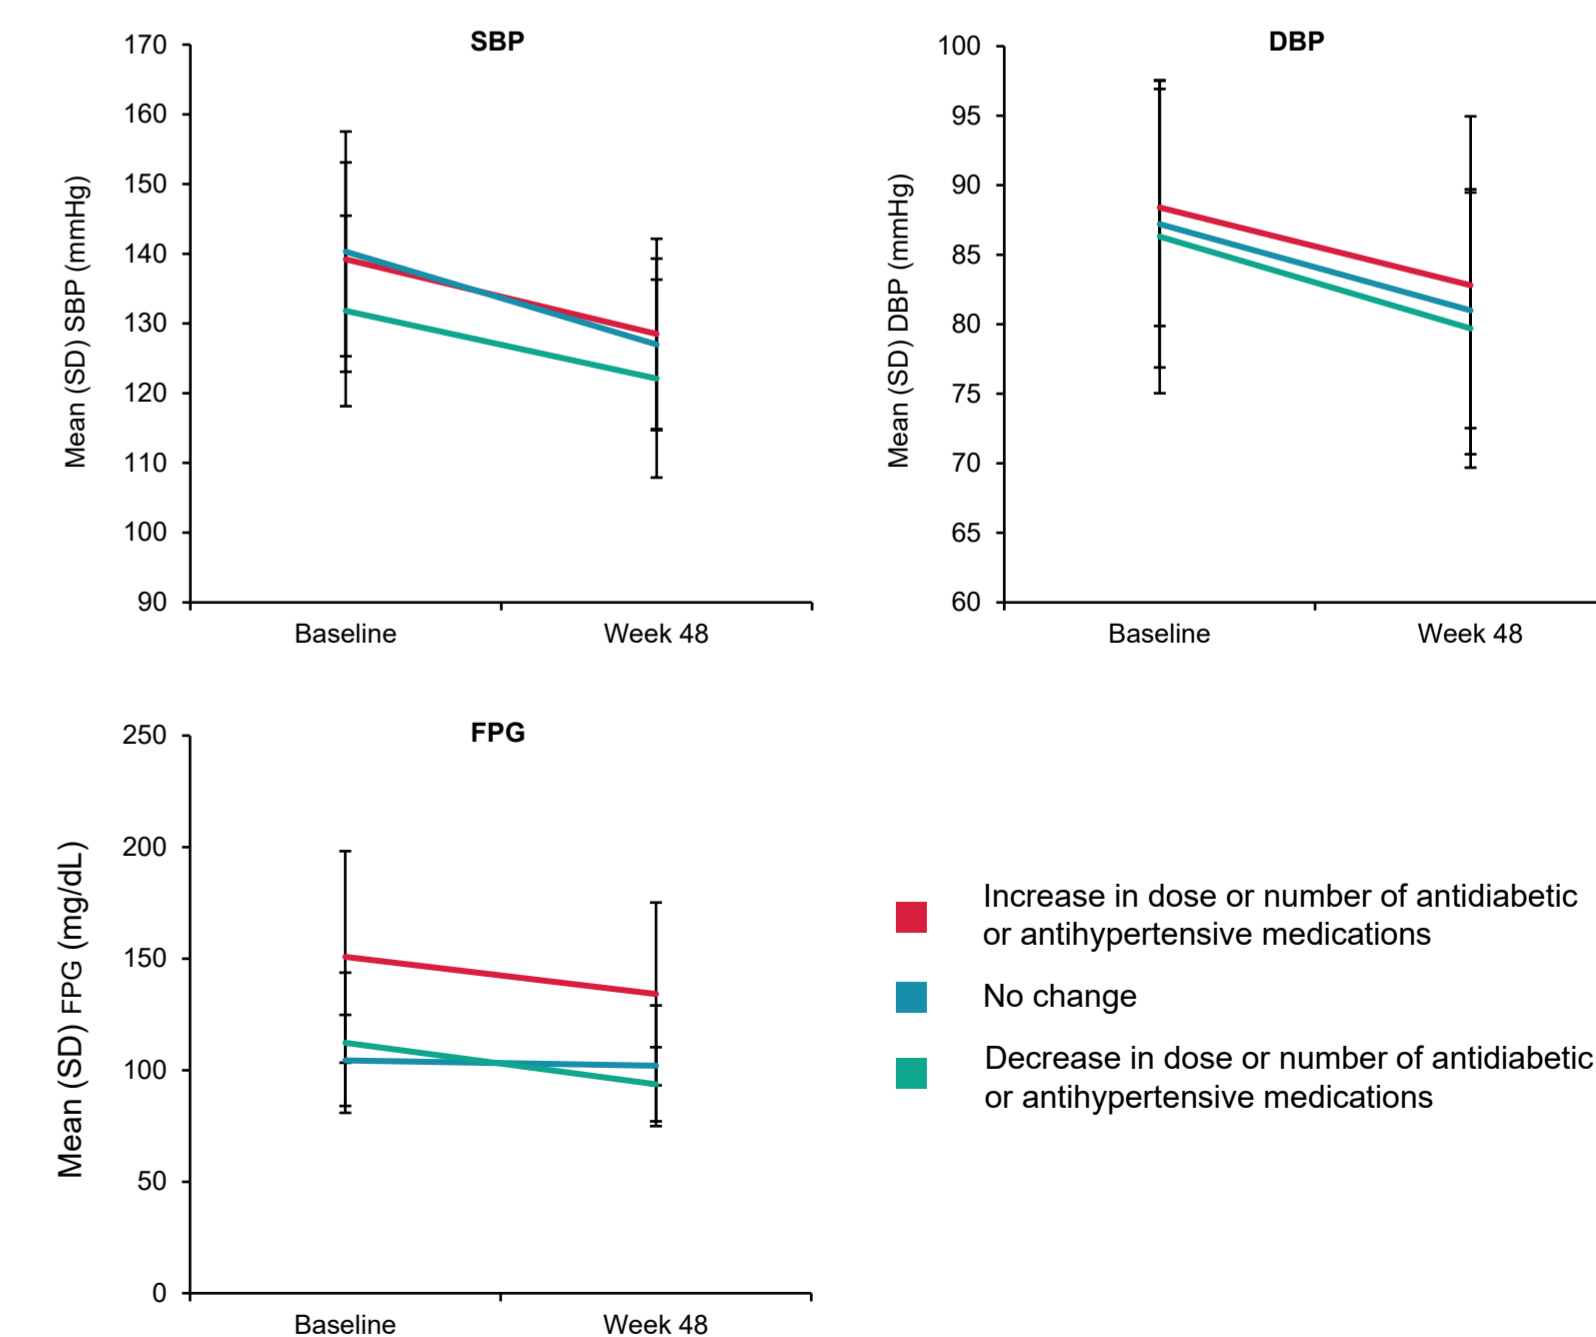 SBP
Mean (SD) SBP (mmHg)
170
160
150
140
130
120
110
100
90
Baseline
Week 48
DBP
Mean (SD) DBP (mmHg)
100
95
90
85
80
75
70
65
60
Baseline
Week 48
FPG
Mean (SD) FPG (mg/dL)
250
200
150
100
50
0
Baseline
Week 48
Increase in dose or number of antidiabetic
or antihypertensive medications
No change
Decrease in dose or number of antidiabetic
or antihypertensive medications